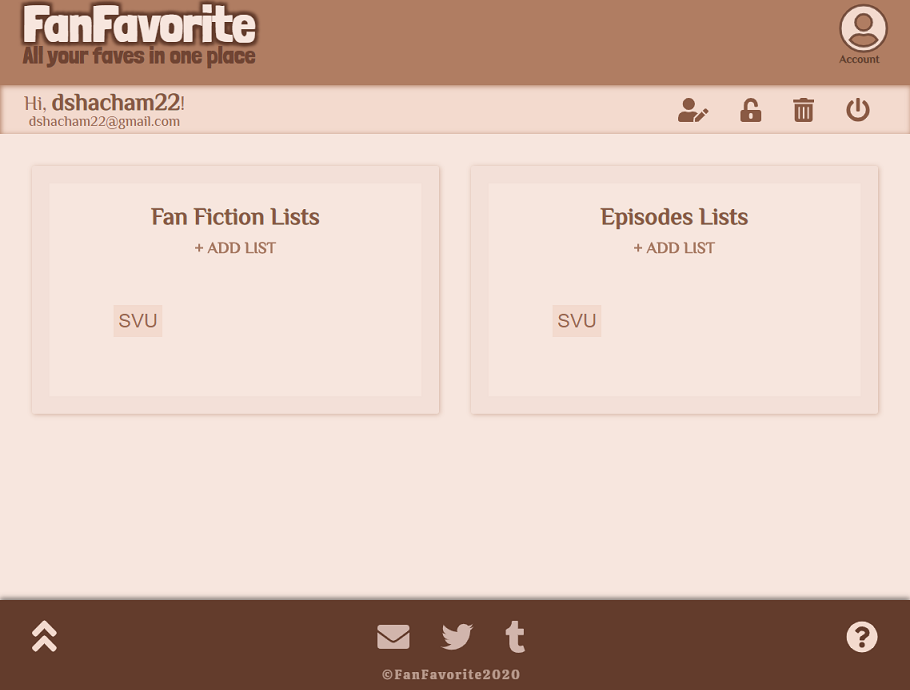 FanFavorite
All your faves in one place
Account
Hi, dshacham22!
dshacham22@gmail.com
Fan Fiction Lists
+ ADD LIST
SVU
Episodes Lists
+ ADD LIST
SVU
©FanFavorite2020